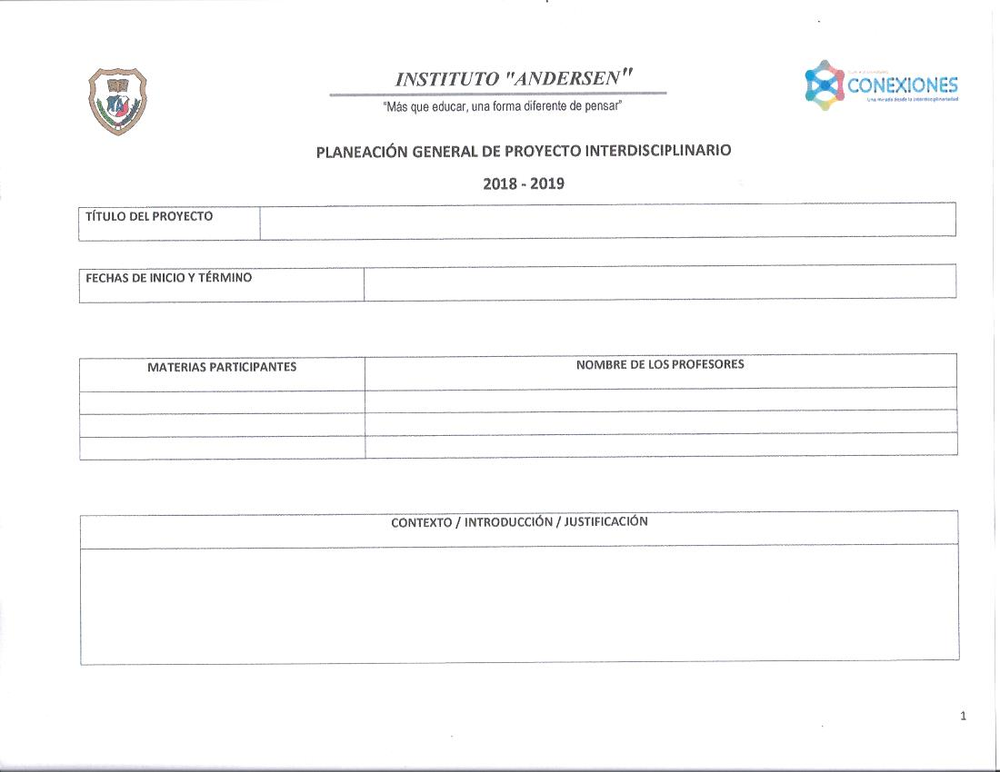 INSTITUTO "ANDERSEN"
"Más que educar, una forma diferente de pensar"
CONEXIONES
Una mirada desde la interdisciplinariedad
PLANEACIÓN GENERAL DE PROYECTO INTERDISCIPLINARIO
2018 - 2019
TÍTULO DEL PROYECTO
FECHAS DE INICIO Y TÉRMINO
MATERIAS PARTICIPANTES
NOMBRE DE LOS PROFESORES
CONTEXTO / INTRODUCCIÓN / JUSTIFICACIÓN
1